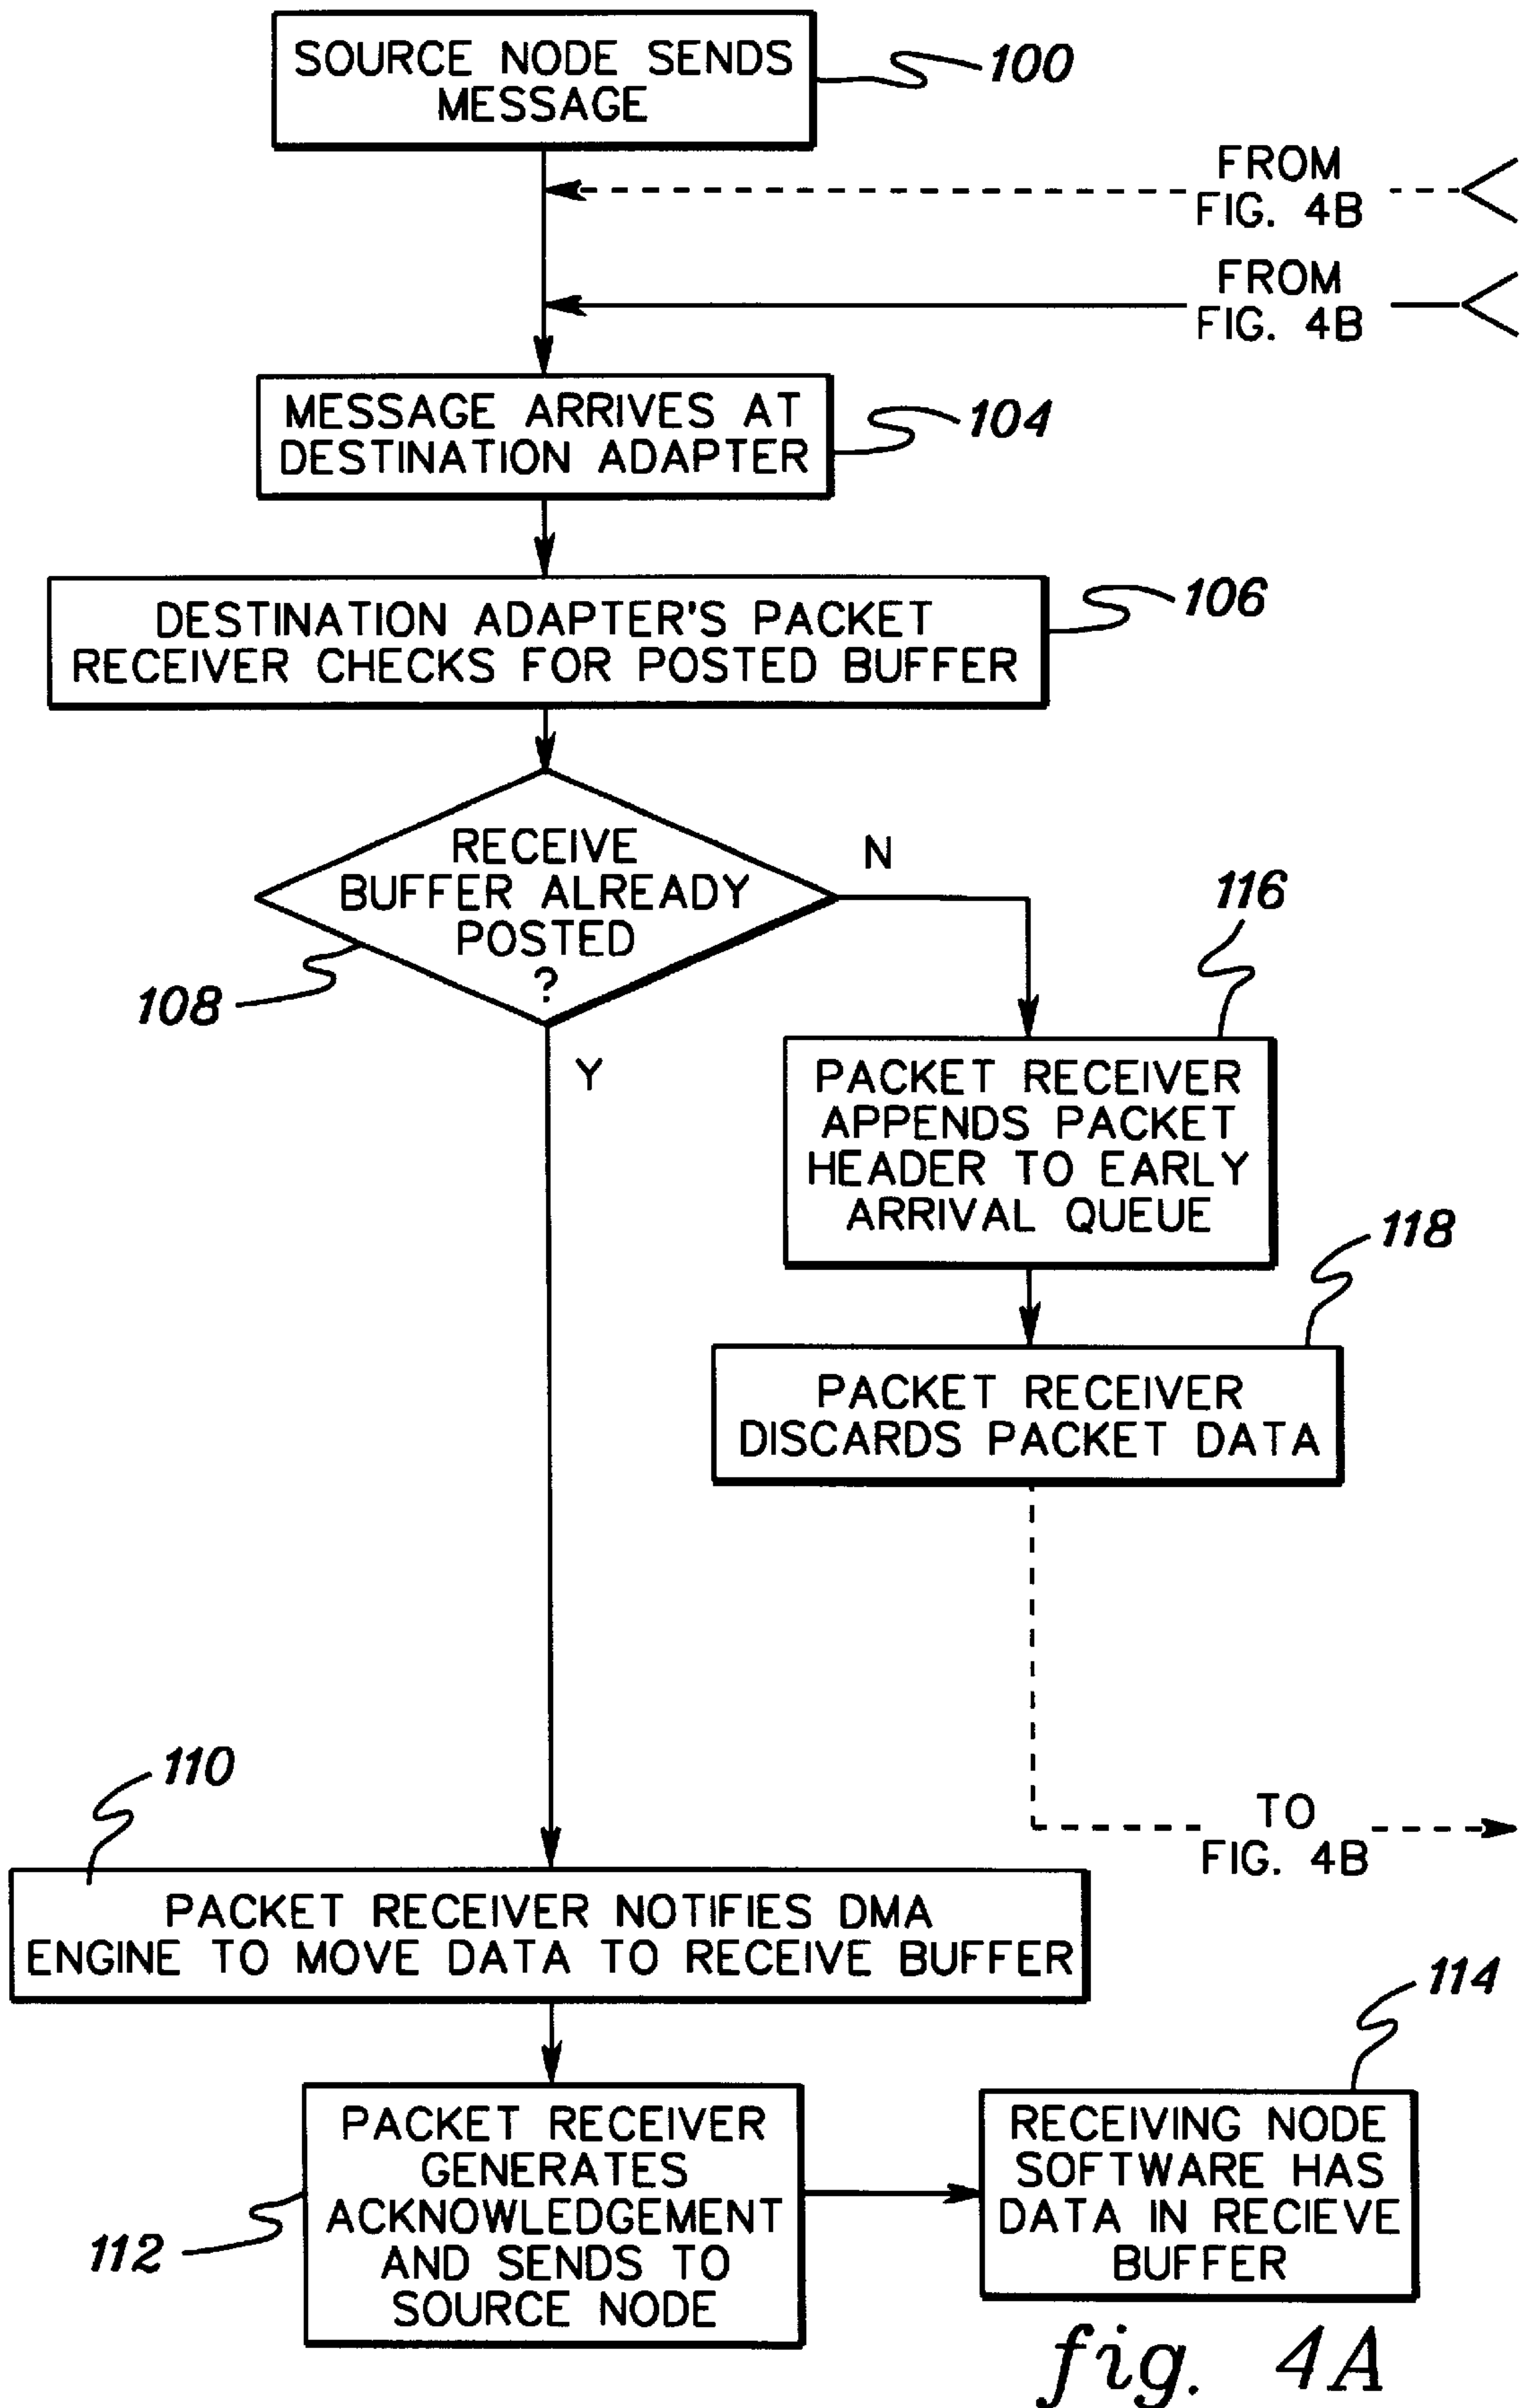 SOURCE NODE SENDS
MESSAGE
100
FROM
FIG. 4B
FROM
FIG. 4B
MESSAGE ARRIVES AT
DESTINATION ADAPTER
104
DESTINATION ADAPTER'S PACKET
RECEIVER CHECKS FOR POSTED BUFFER
106
RECEIVE
BUFFER ALREADY
POSTED
?
108
N
Y
116
PACKET RECEIVER
APPENDS PACKET
HEADER TO EARLY
ARRIVAL QUEUE
118
PACKET RECEIVER
DISCARDS PACKET DATA
TO
FIG. 4B
110
PACKET RECEIVER NOTIFIES DMA
ENGINE TO MOVE DATA TO RECEIVE BUFFER
112
PACKET RECEIVER
GENERATES
ACKNOWLEDGEMENT
AND SENDS TO
SOURCE NODE
114
RECEIVING NODE
SOFTWARE HAS
DATA IN RECIEVE
BUFFER
fig. 4A